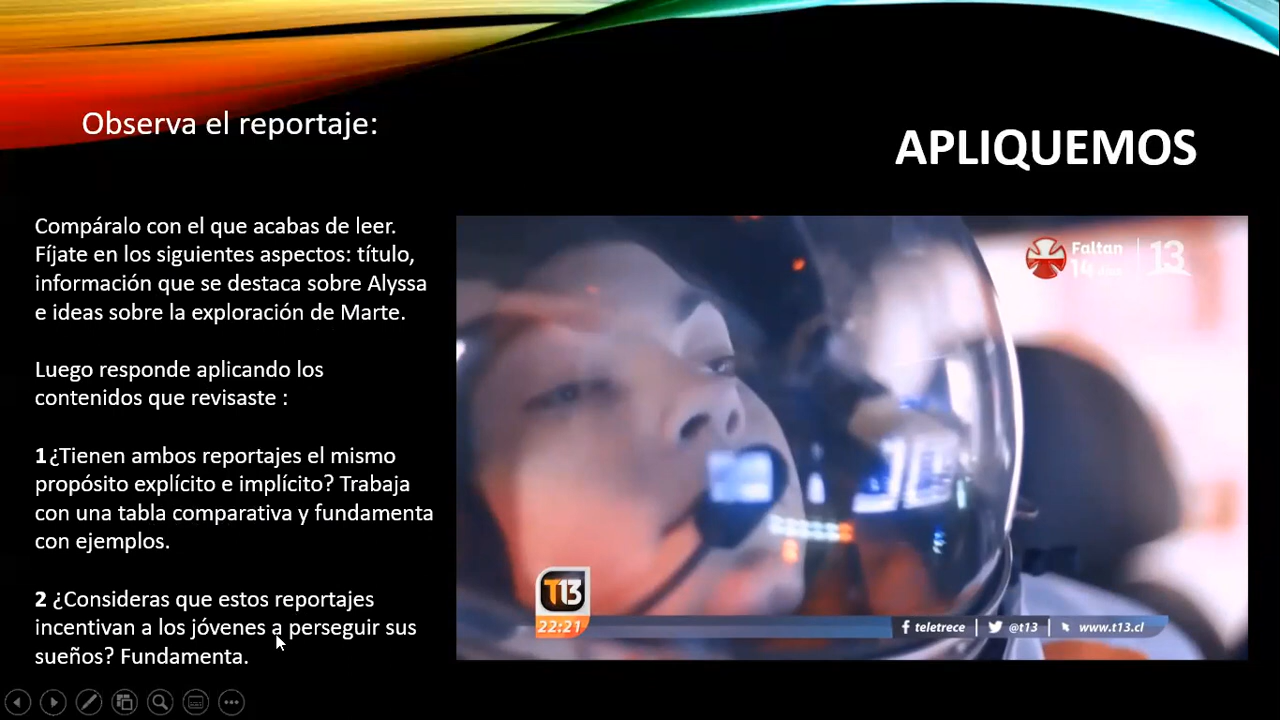 Observa el reportaje:
APLIQUEMOS
Compáralo con el que acabas de leer.
Fíjate en los siguientes aspectos: título,
información que se destaca sobre Alyssa
e ideas sobre la exploración de Marte.
Luego responde aplicando los
contenidos que revisaste :
1¿Tienen ambos reportajes el mismo
propósito explícito e implícito? Trabaja
con una tabla comparativa y fundamenta
con ejemplos.
2 ¿Consideras que estos reportajes
incentivan a los jóvenes a perseguir sus
sueños? Fundamenta.
Faltan
14
13
T13
22:21
teletrece
@t13
www.t13.cl